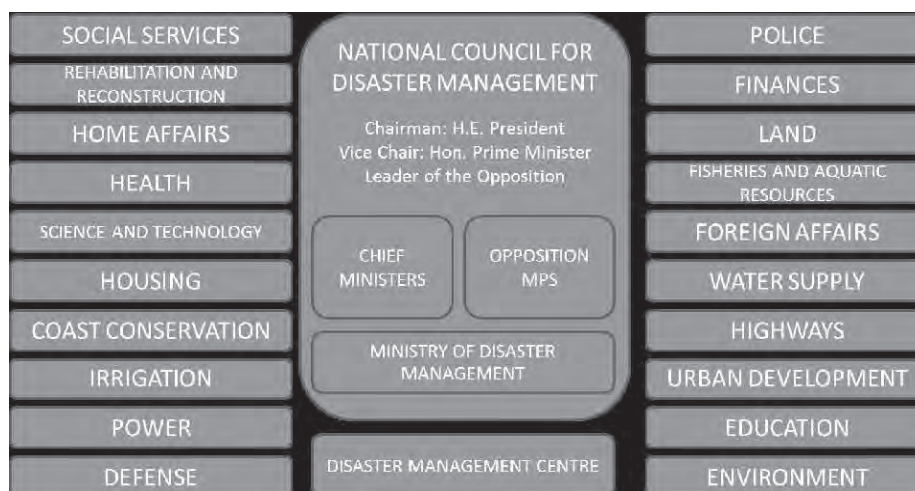 SOCIAL SERVICES
REHABILITATION AND
RECONSTRUCTION
HOME AFFAIRS
HEALTH
SCIENCE AND TECHNOLOGY
HOUSING
COAST CONSERVATION
IRRIGATION
POWER
DEFENSE
NATIONAL COUNCIL FOR
DISASTER MANAGEMENT
Chairman: H.E. President
Vice Chair: Hon. Prime Minister
Leader of the Opposition
CHIEF
MINISTERS
OPPOSITION
MPS
MINISTRY OF DISASTER
MANAGEMENT
DISASTER MANAGEMENT CENTRE
POLICE
FINANCES
LAND
FISHERIES AND AQUATIC
RESOURCES
FOREIGN AFFAIRS
WATER SUPPLY
HIGHWAYS
URBAN DEVELOPMENT
EDUCATION
ENVIRONMENT